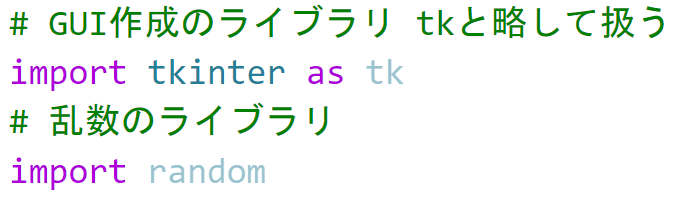 # GUI作成のライブラリ tkと略して扱う
import tkinter as tk
# 乱数のライブラリ
import random